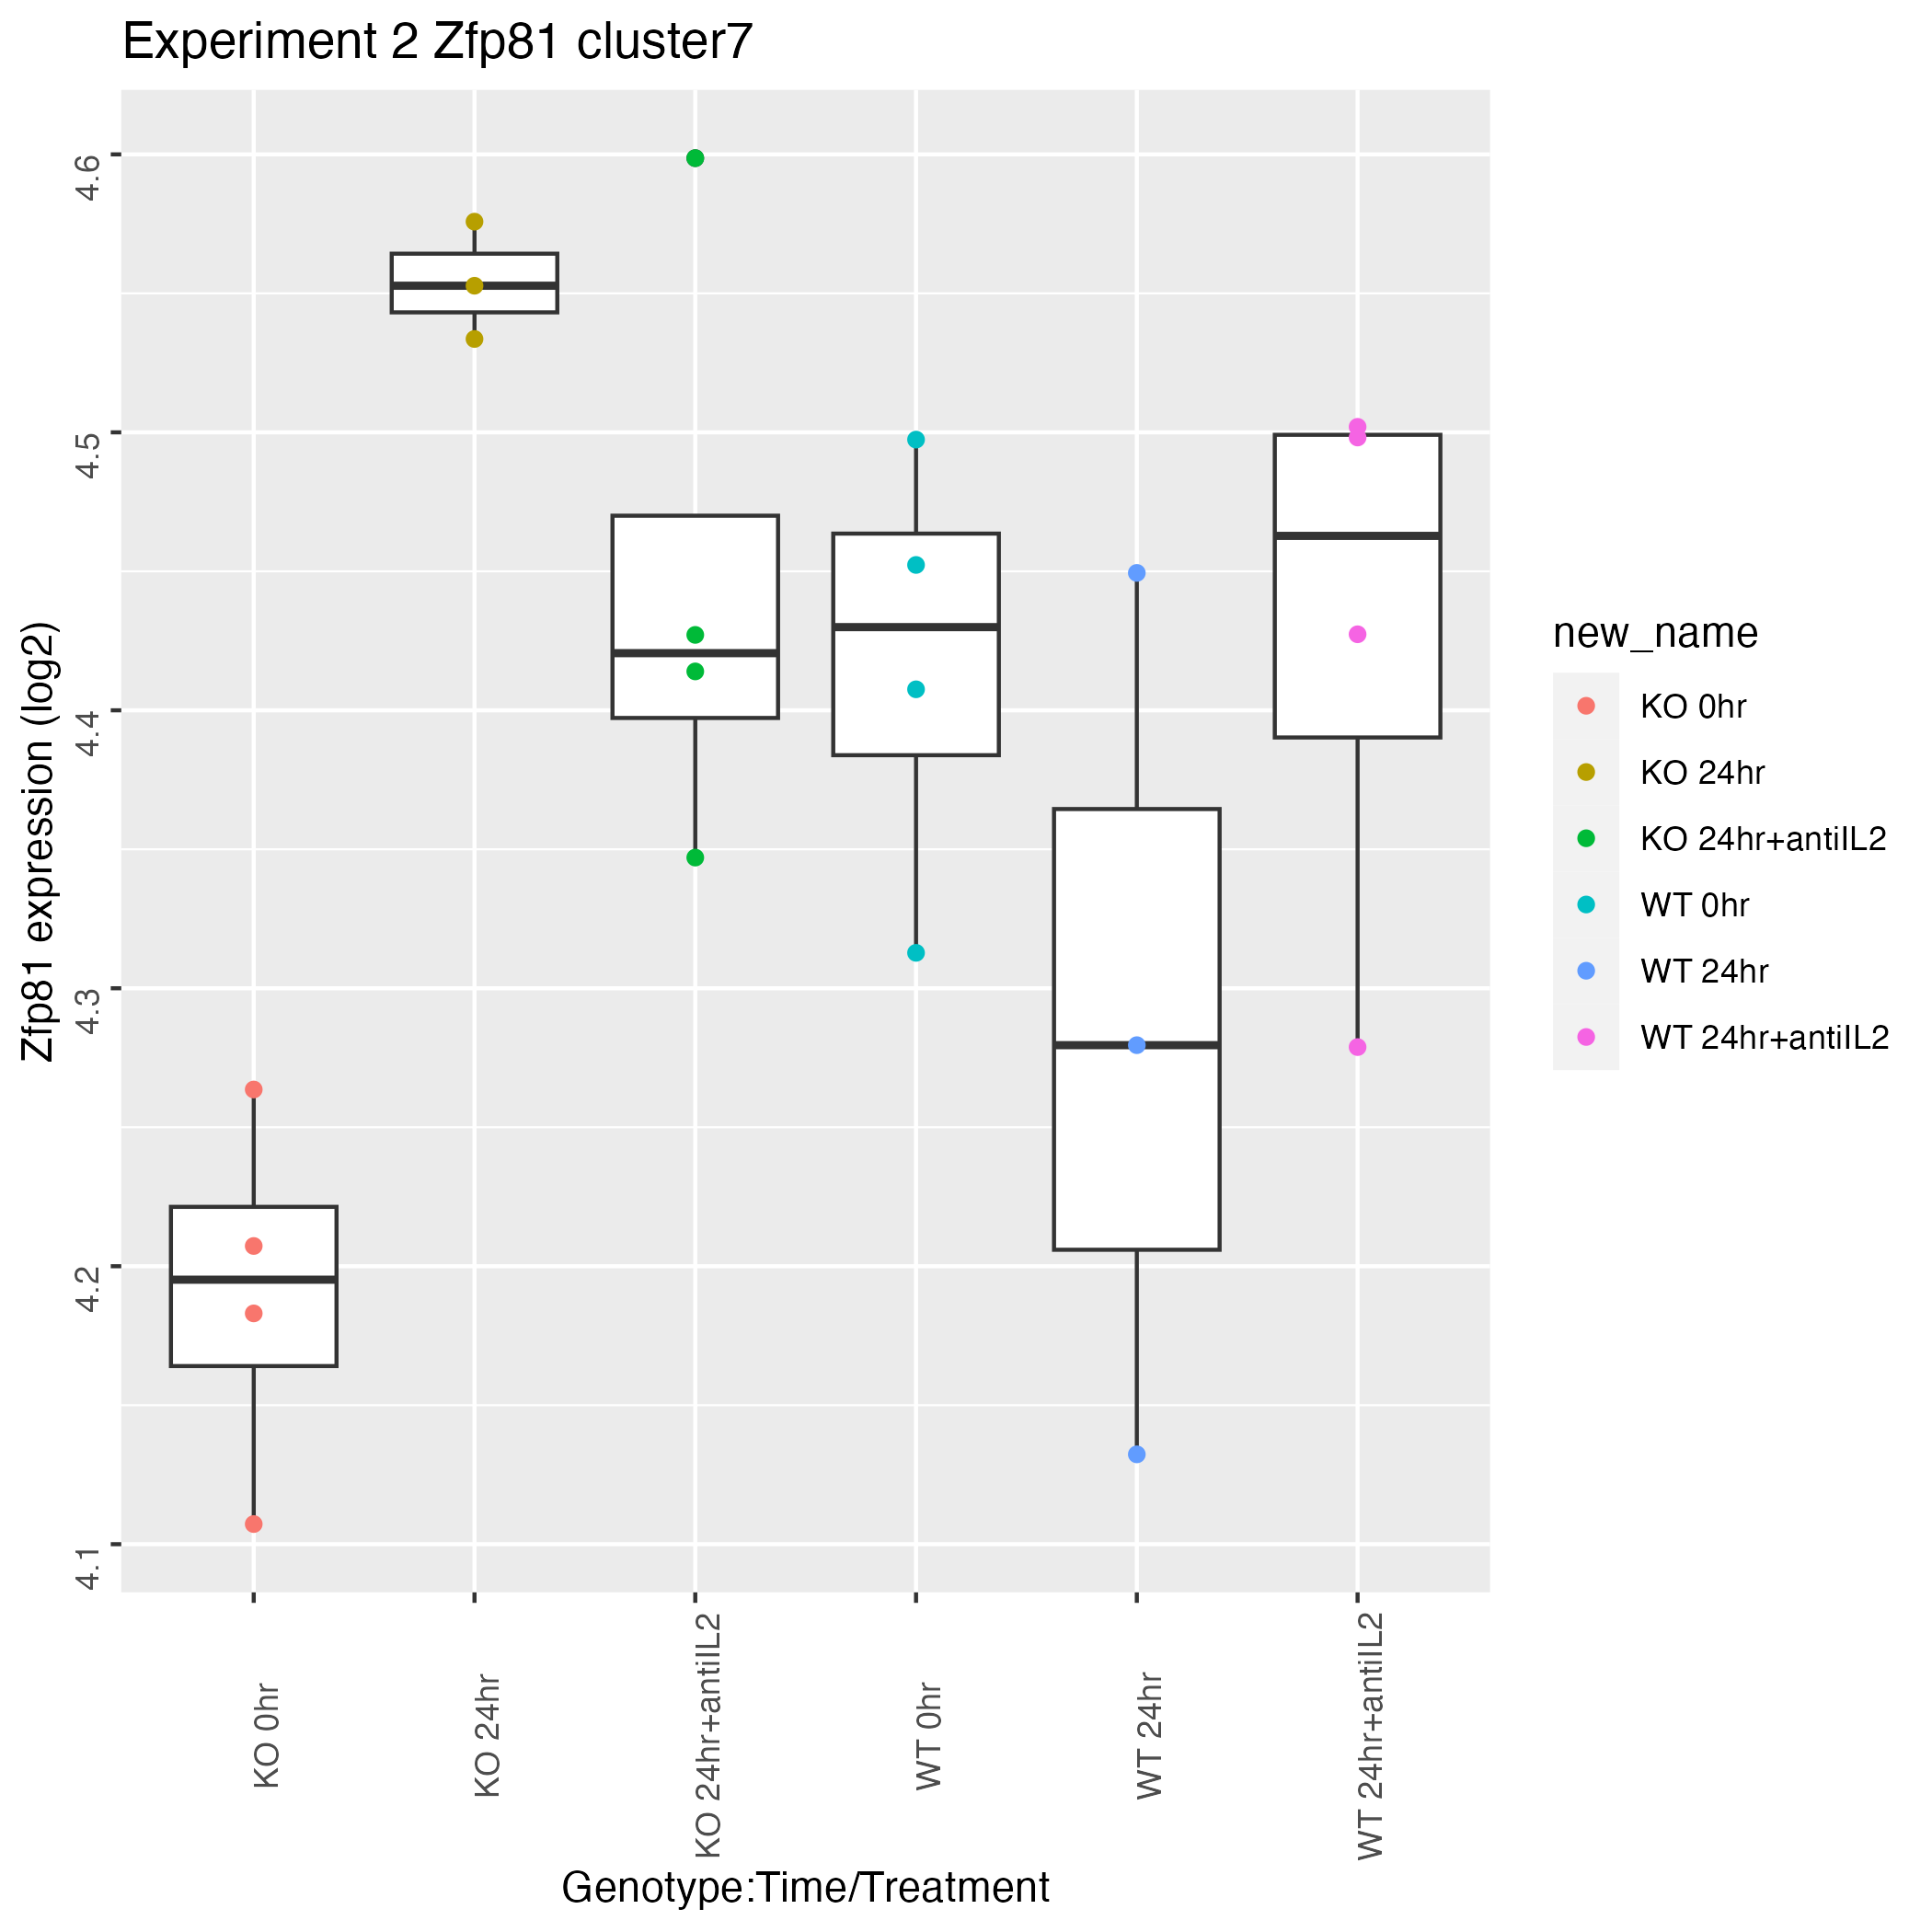 Experiment 2 Zfp81 cluster7
Zfp81 expression (log2)
4.6
4.5
4.4
4.3
4.2
4.1
KO 0hr
KO 24hr
KO 24hr+antiIL2
WT 0hr
WT 24hr
WT 24hr+antiIL2
Genotype:Time/Treatment
new_name
KO 0hr
KO 24hr
KO 24hr+antiIL2
WT 0hr
WT 24hr
WT 24hr+antiIL2